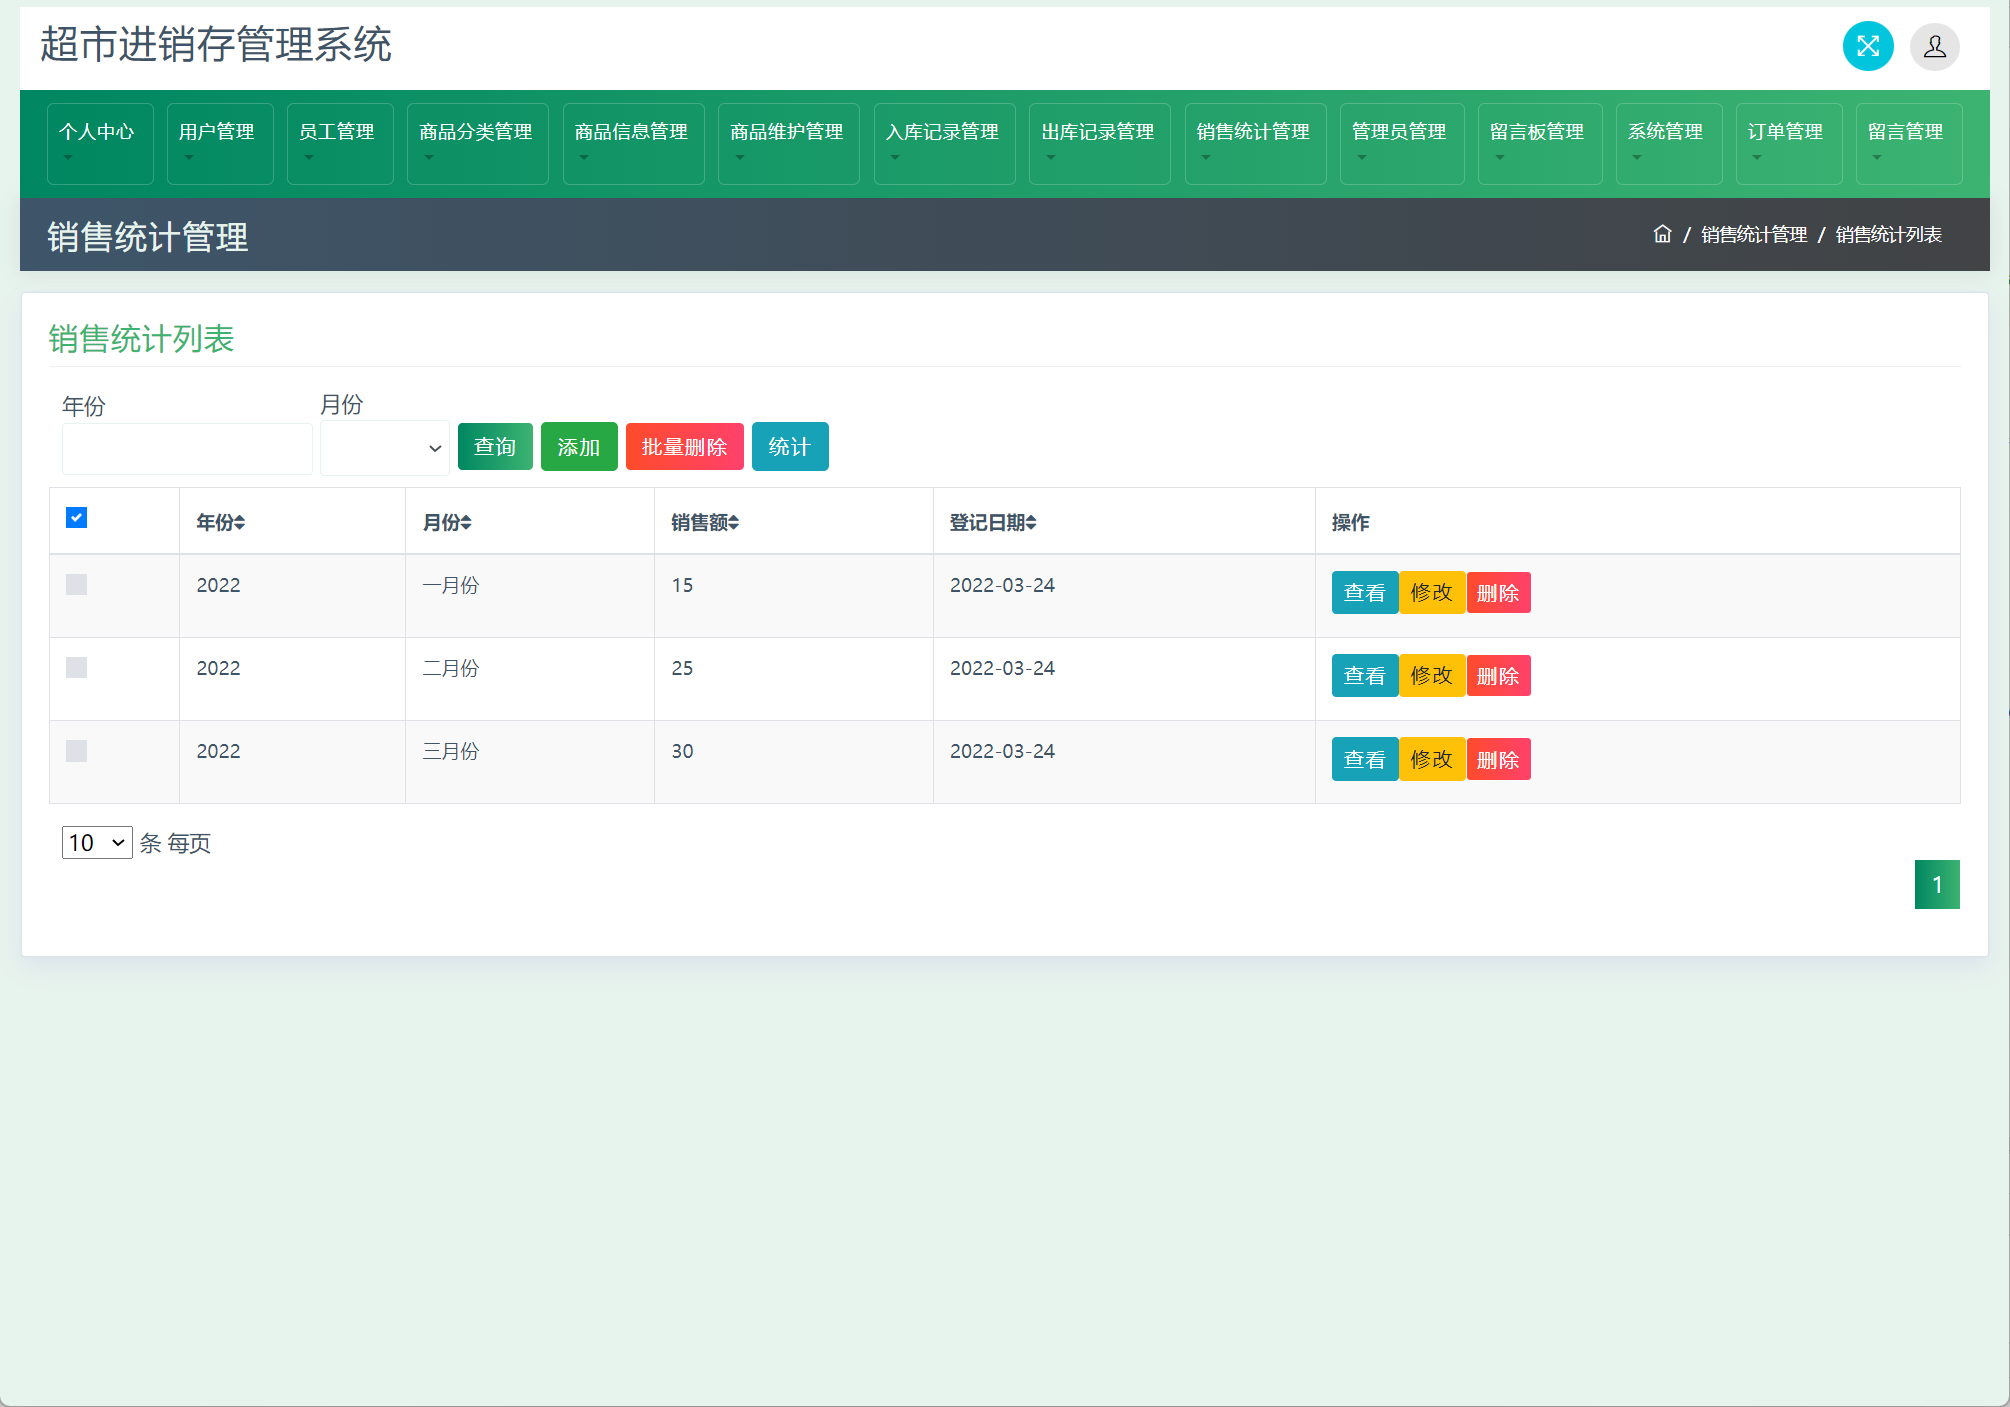 超市进销存管理系统
个人中心 用户管理 员工管理 商品分类管理 商品信息管理 商品维护管理 入库记录管理 出库记录管理 销售统计管理 管理员管理 留言板管理 系统管理 订单管理 留言管理
销售统计管理
/ 销售统计管理 / 销售统计列表
销售统计列表
年份 月份
查询 添加 批量删除 统计
年份 月份 销售额 登记日期 操作
2022 一月份 15 2022-03-24 查看 修改 删除
2022 二月份 25 2022-03-24 查看 修改 删除
2022 三月份 30 2022-03-24 查看 修改 删除
10 条 每页
1